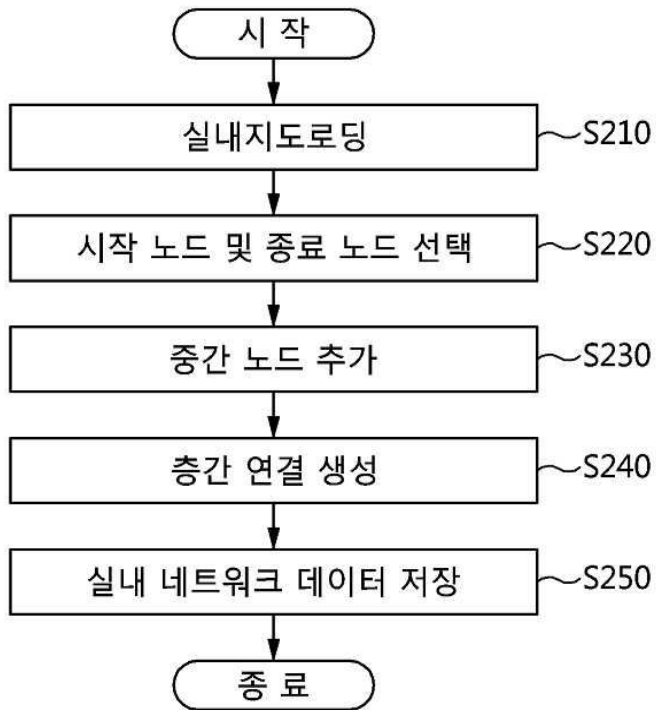 시 작
실내지도로딩
S210
시작 노드 및 종료 노드 선택
S220
중간 노드 추가
S230
층간 연결 생성
S240
실내 네트워크 데이터 저장
S250
종 료